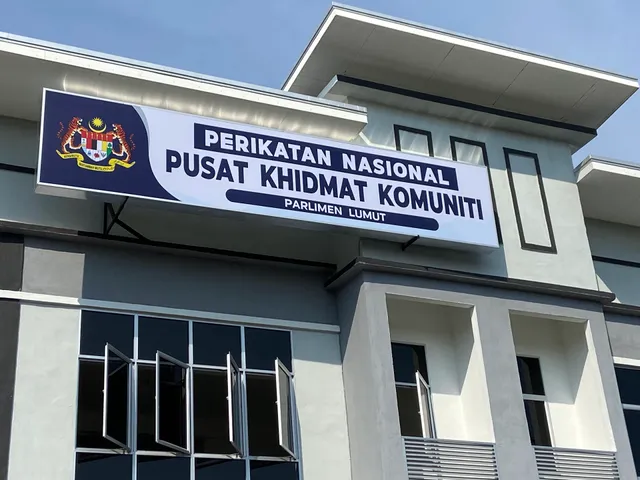 PERIKATAN NASIONAL
PUSAT KHIDMAT KOMUNITI
PARLIMEN LUMUT